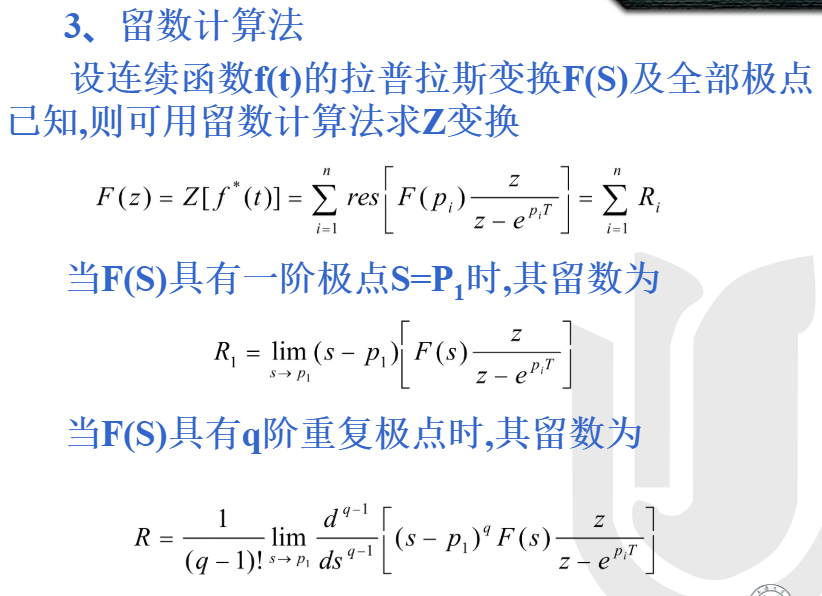 3、留数计算法
设连续函数f(t)的拉普拉斯变换F(S)及全部极点
已知,则可用留数计算法求Z变换
F(z) = Z[f^*(t)] = \sum_{i=1}^{n} res\left[F(p_i)\frac{z}{z-e^{p_iT}}\right] = \sum_{i=1}^{n} R_i
当F(S)具有一阶极点S=P_1时,其留数为
R_1 = \lim_{s \to p_1}(s-p_1)\left[F(s)\frac{z}{z-e^{p_iT}}\right]
当F(S)具有q阶重复极点时,其留数为
R = \frac{1}{(q-1)!}\lim_{s \to p_1}\frac{d^{q-1}}{ds^{q-1}}\left[(s-p_1)^q F(s)\frac{z}{z-e^{p_iT}}\right]